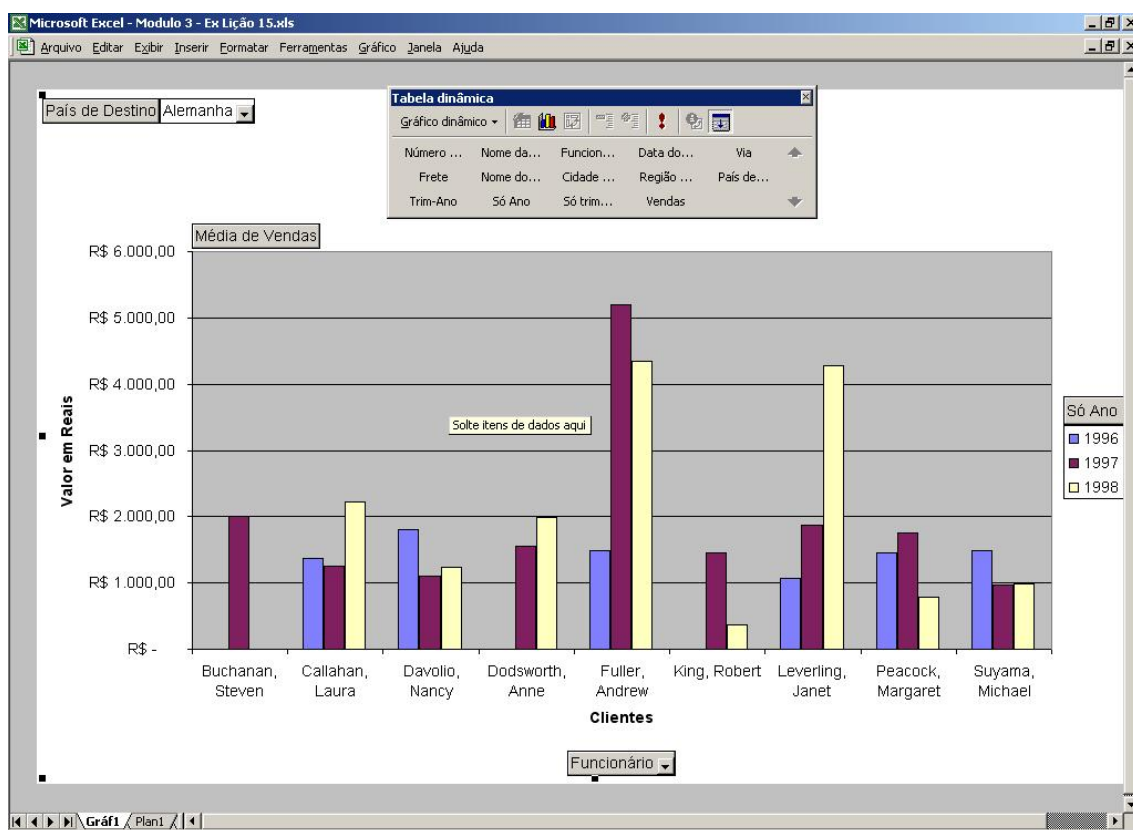 Microsoft Excel - Modulo 3 - Ex Lição 15.xls
Arquivo Editar Exibir Inserir Formatar Ferramentas Gráfico Janela Ajuda
País de Destino Alemanha
Tabela dinâmica
Gráfico dinâmico
Número ... Nome da... Funcion... Data do... Via
Frete Nome do... Cidade ... Região ... País de...
Trim-Ano Só Ano Só trim... Vendas
Média de Vendas
R$ 6.000,00
R$ 5.000,00
R$ 4.000,00
R$ 3.000,00
R$ 2.000,00
R$ 1.000,00
R$ -
Valor em Reais
Solte itens de dados aqui
Só Ano
1996
1997
1998
Buchanan, Steven
Callahan, Laura
Davolio, Nancy
Dodsworth, Anne
Fuller, Andrew
King, Robert
Leverling, Janet
Peacock, Margaret
Suyama, Michael
Clientes
Funcionário
Gráf1 Plan1